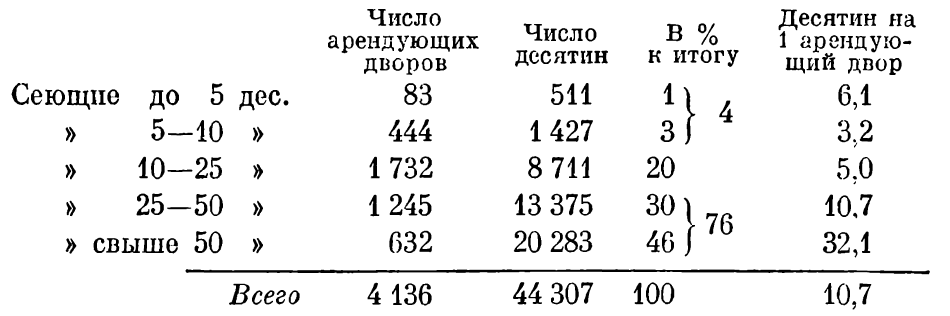 Число арендующих дворов Число десятин В % к итогу Десятин на 1 арендующий двор
Сеющие до 5 дес. 83 511 1 } 4 6,1
» 5—10 » 444 1 427 3 } 3,2
» 10—25 » 1 732 8 711 20 5,0
» 25—50 » 1 245 13 375 30 } 76 10,7
» свыше 50 » 632 20 283 46 } 32,1
Всего 4 136 44 307 100 10,7